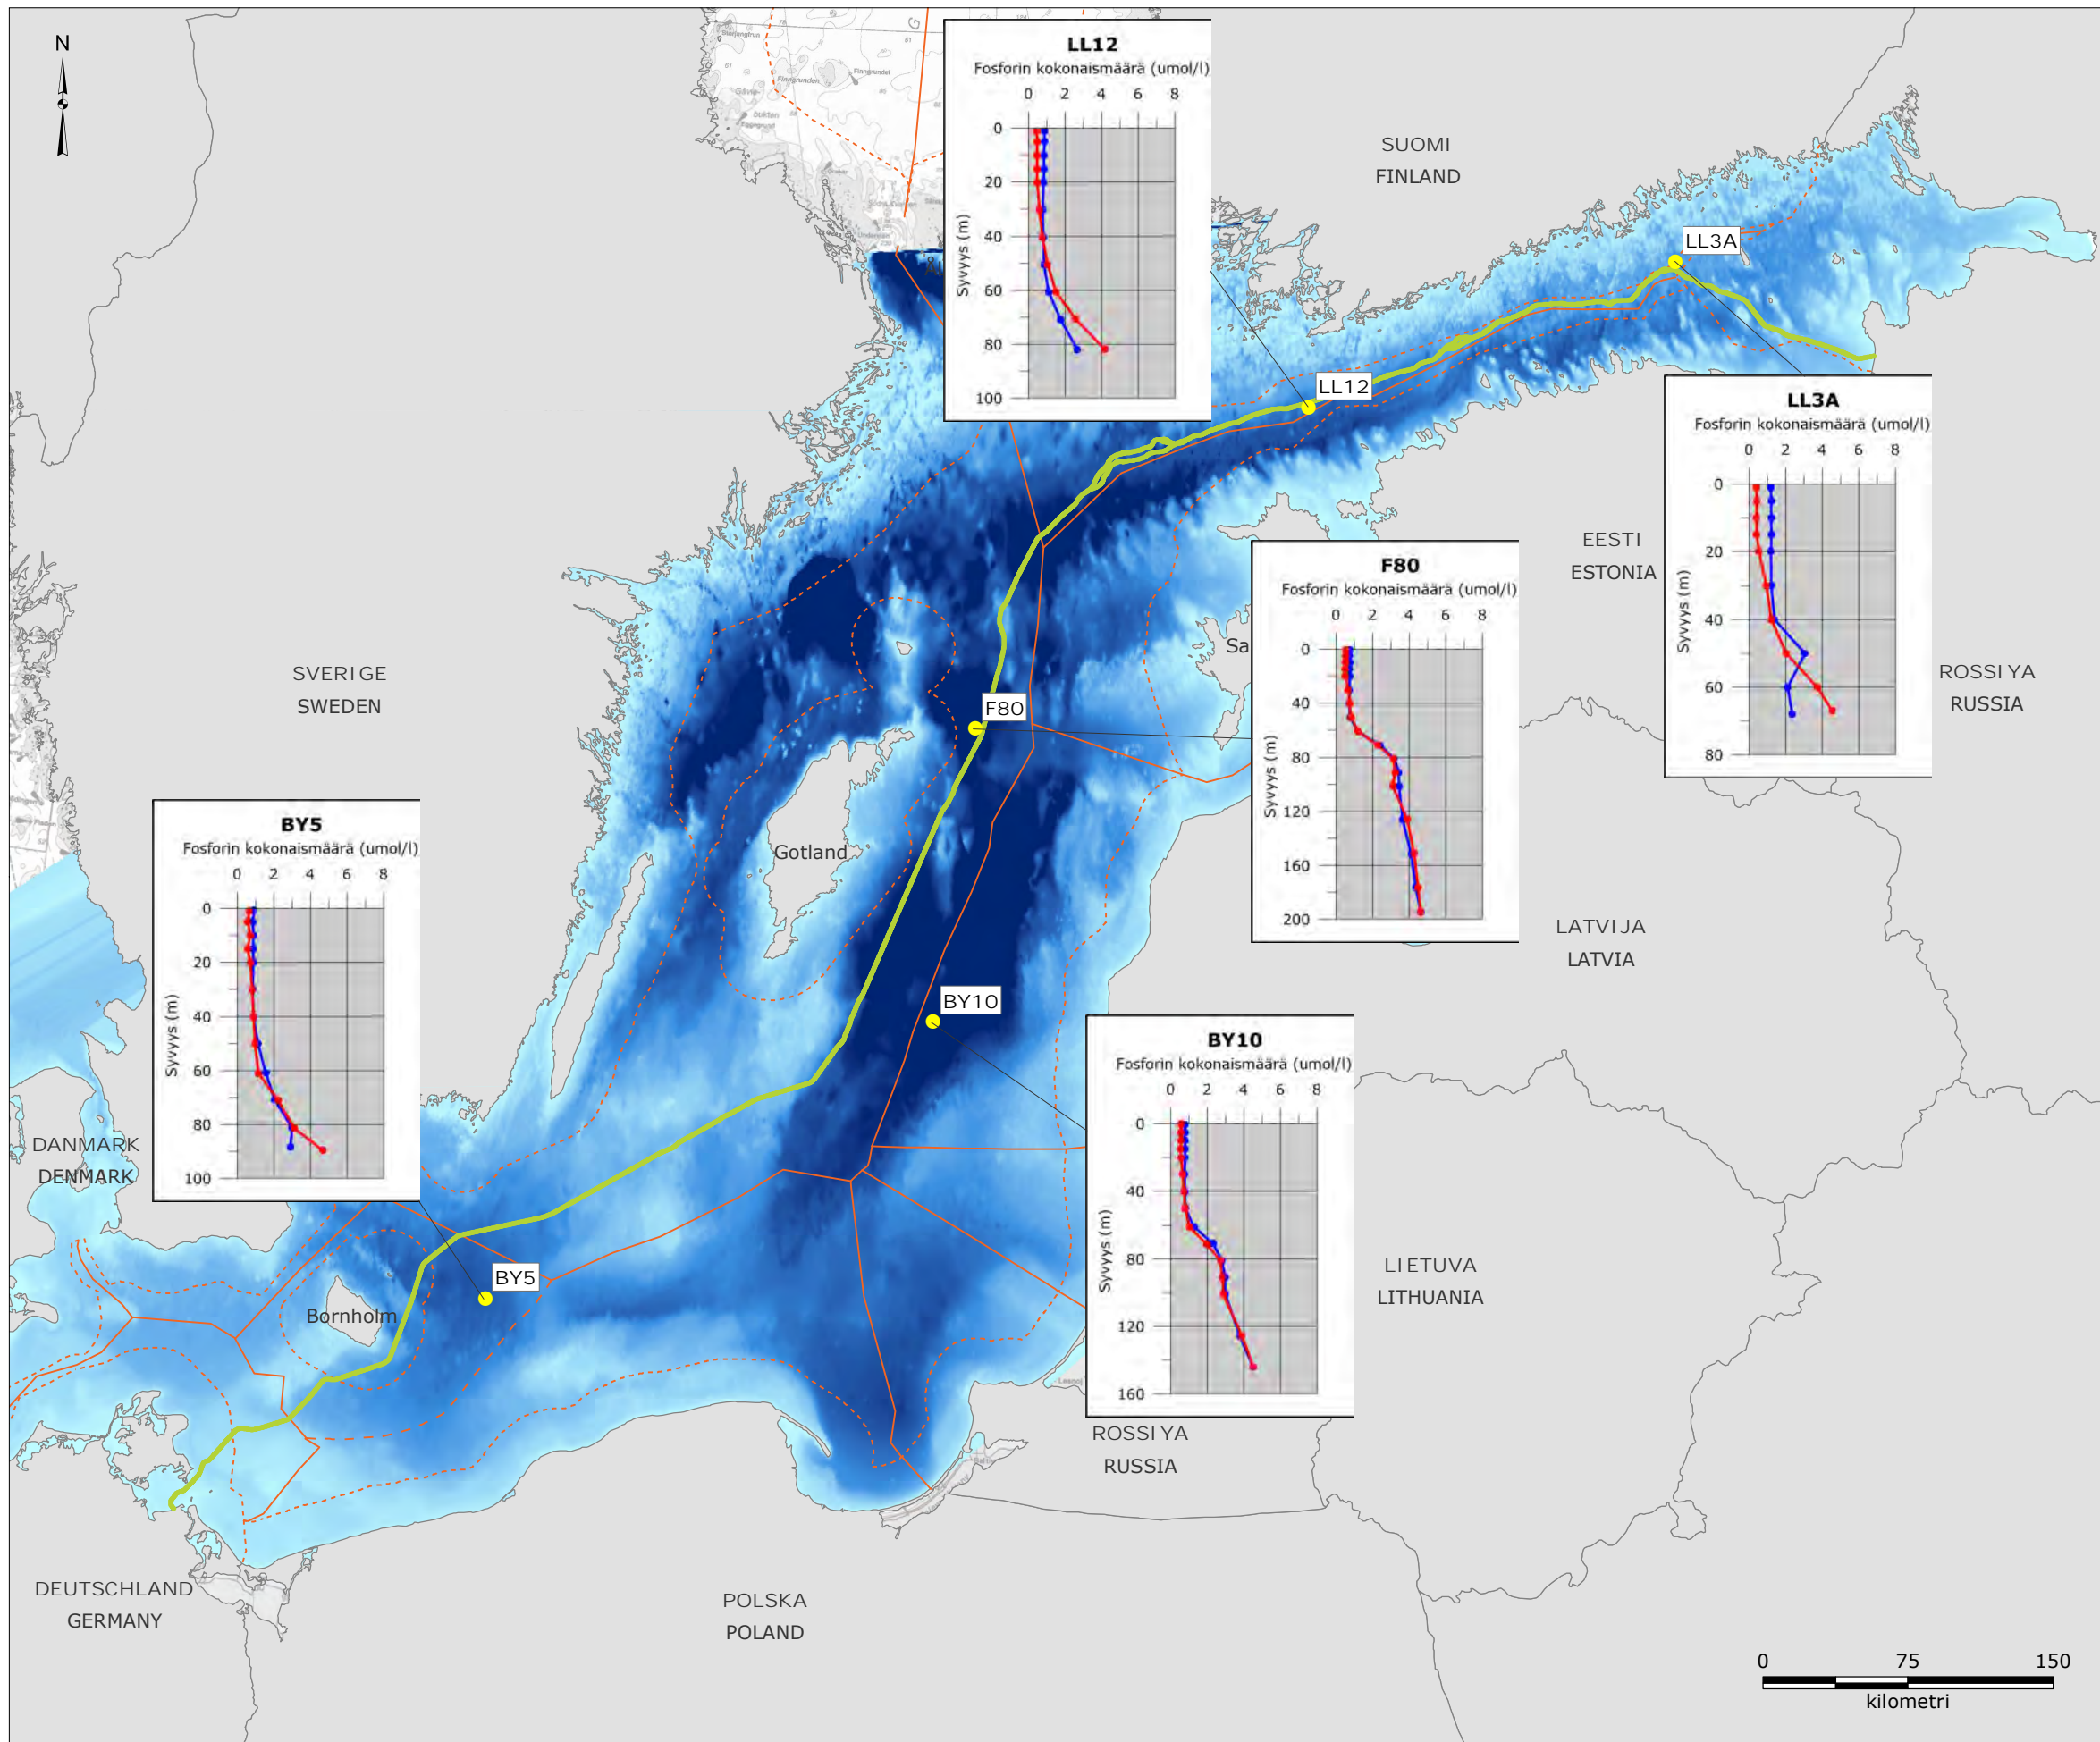 N
LL12
Fosforin kokonaismäärä (umol/l)
0 2 4 6 8
Syvyys (m)
0
20
40
60
80
100
SUOMI
FINLAND
LL3A
LL12
LL3A
Fosforin kokonaismäärä (umol/l)
0 2 4 6 8
Syvyys (m)
0
20
40
60
80
EESTI
ESTONIA
ROSSIYA
RUSSIA
F80
Fosforin kokonaismäärä (umol/l)
0 2 4 6 8
Syvyys (m)
0
40
80
120
160
200
Sa
SVERIGE
SWEDEN
F80
Gotland
BY5
Fosforin kokonaismäärä (umol/l)
0 2 4 6 8
Syvyys (m)
0
20
40
60
80
100
LATVIJA
LATVIA
BY10
BY10
Fosforin kokonaismäärä (umol/l)
0 2 4 6 8
Syvyys (m)
0
40
80
120
160
DANMARK
DENMARK
LIETUVA
LITHUANIA
BY5
Bornholm
ROSSIYA
RUSSIA
DEUTSCHLAND
GERMANY
POLSKA
POLAND
0 75 150
kilometri